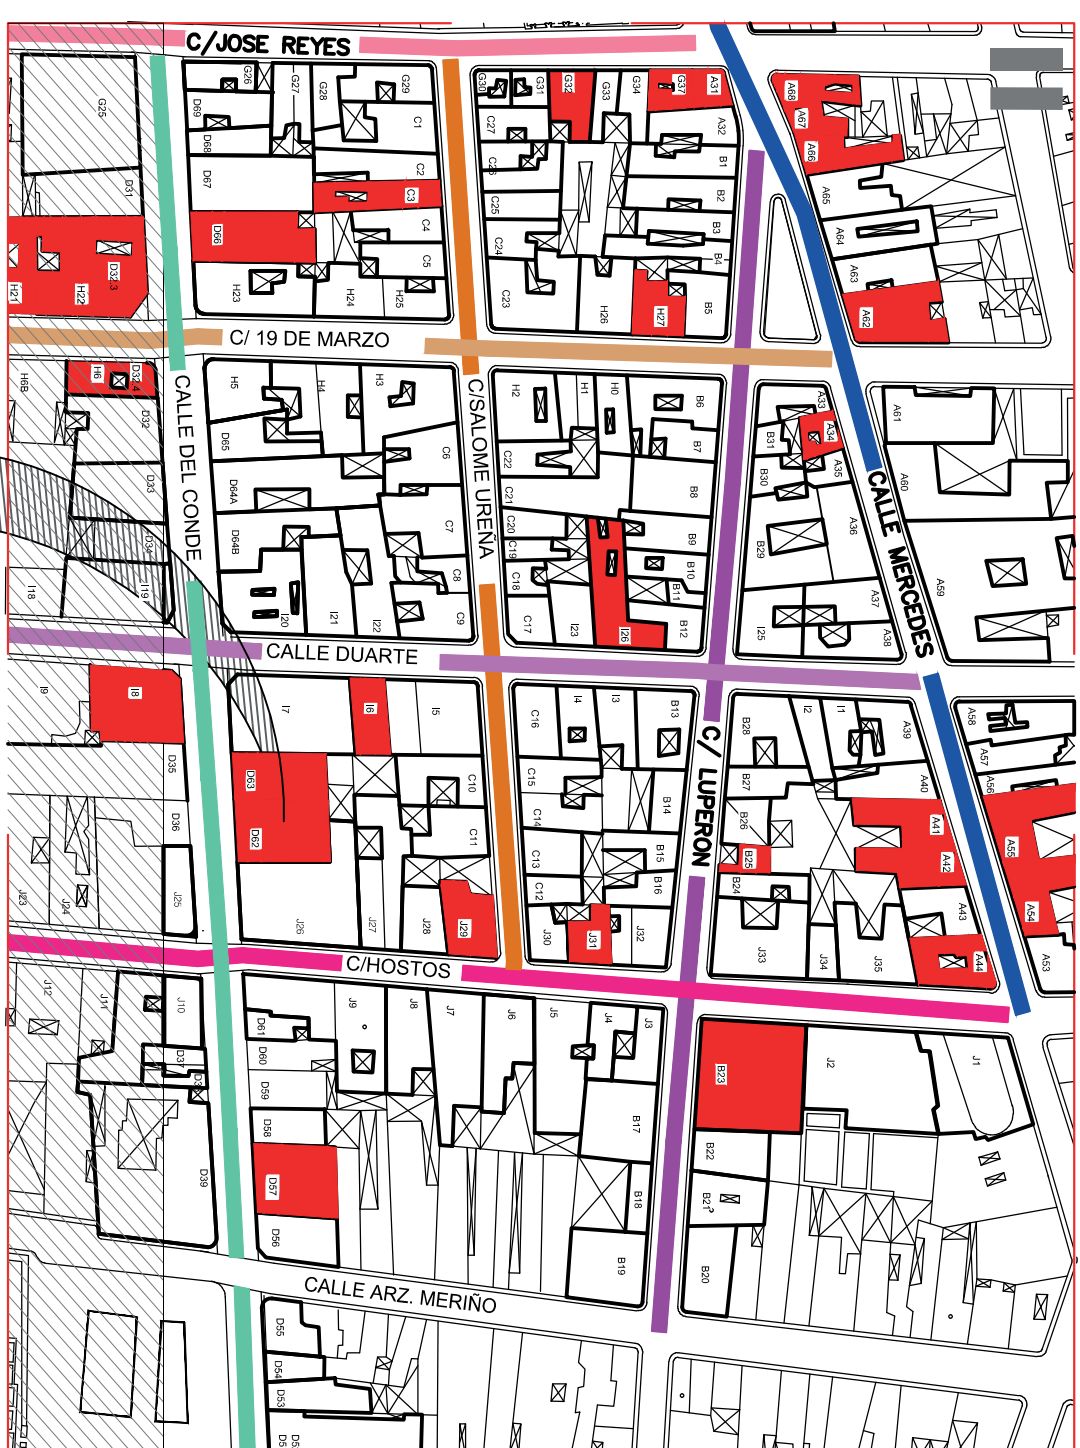 C/JOSE REYES
G25
G26
G27
G28
G29
G30
G31
G32
G33
G34
G37
A31
A68
A67
A66
D69
D68
C1
C27
A32
D31
D67
C2
C3
C26
C25
B1
B2
A65
D66
C4
C5
C24
B3
B4
A64
A63
H21
H22
D32.3
H23
H24
H25
C23
H26
H27
B5
A62
C/ 19 DE MARZO
H6B
H6
D32.4
D32
H5
H4
H3
H2
H1
H0
B6
A33
A34
A61
CALLE DEL CONDE
C/SALOME UREÑA
D65
C6
C22
B7
B31
A35
D33
D64A
C21
B8
B30
A60
CALLE MERCEDES
D34
D64B
C7
C20
C19
B9
B29
A36
I18
I19
C8
C18
B10
B11
A37
A59
I20
I21
I22
C9
C17
I23
I26
B12
I25
A38
CALLE DUARTE
I9
I8
I7
I6
I5
C16
I4
I3
B13
B28
I2
I1
A39
A58
C/ LUPERON
D35
D63
C10
C15
B14
B27
A40
A57
A56
D36
D62
C11
C14
B26
A41
A55
C13
B15
B25
A42
J23
J24
J25
J26
J27
J28
J29
C12
B16
B24
A43
A54
J30
J31
J32
J33
J34
J35
A44
A53
C/HOSTOS
J12
J11
J10
D61
J9
J8
J7
J6
J5
J4
J3
J2
J1
D60
D59
B23
D58
B17
B22
D39
D57
B18
B21
D56
B19
B20
CALLE ARZ. MERIÑO
D55
D54
D53